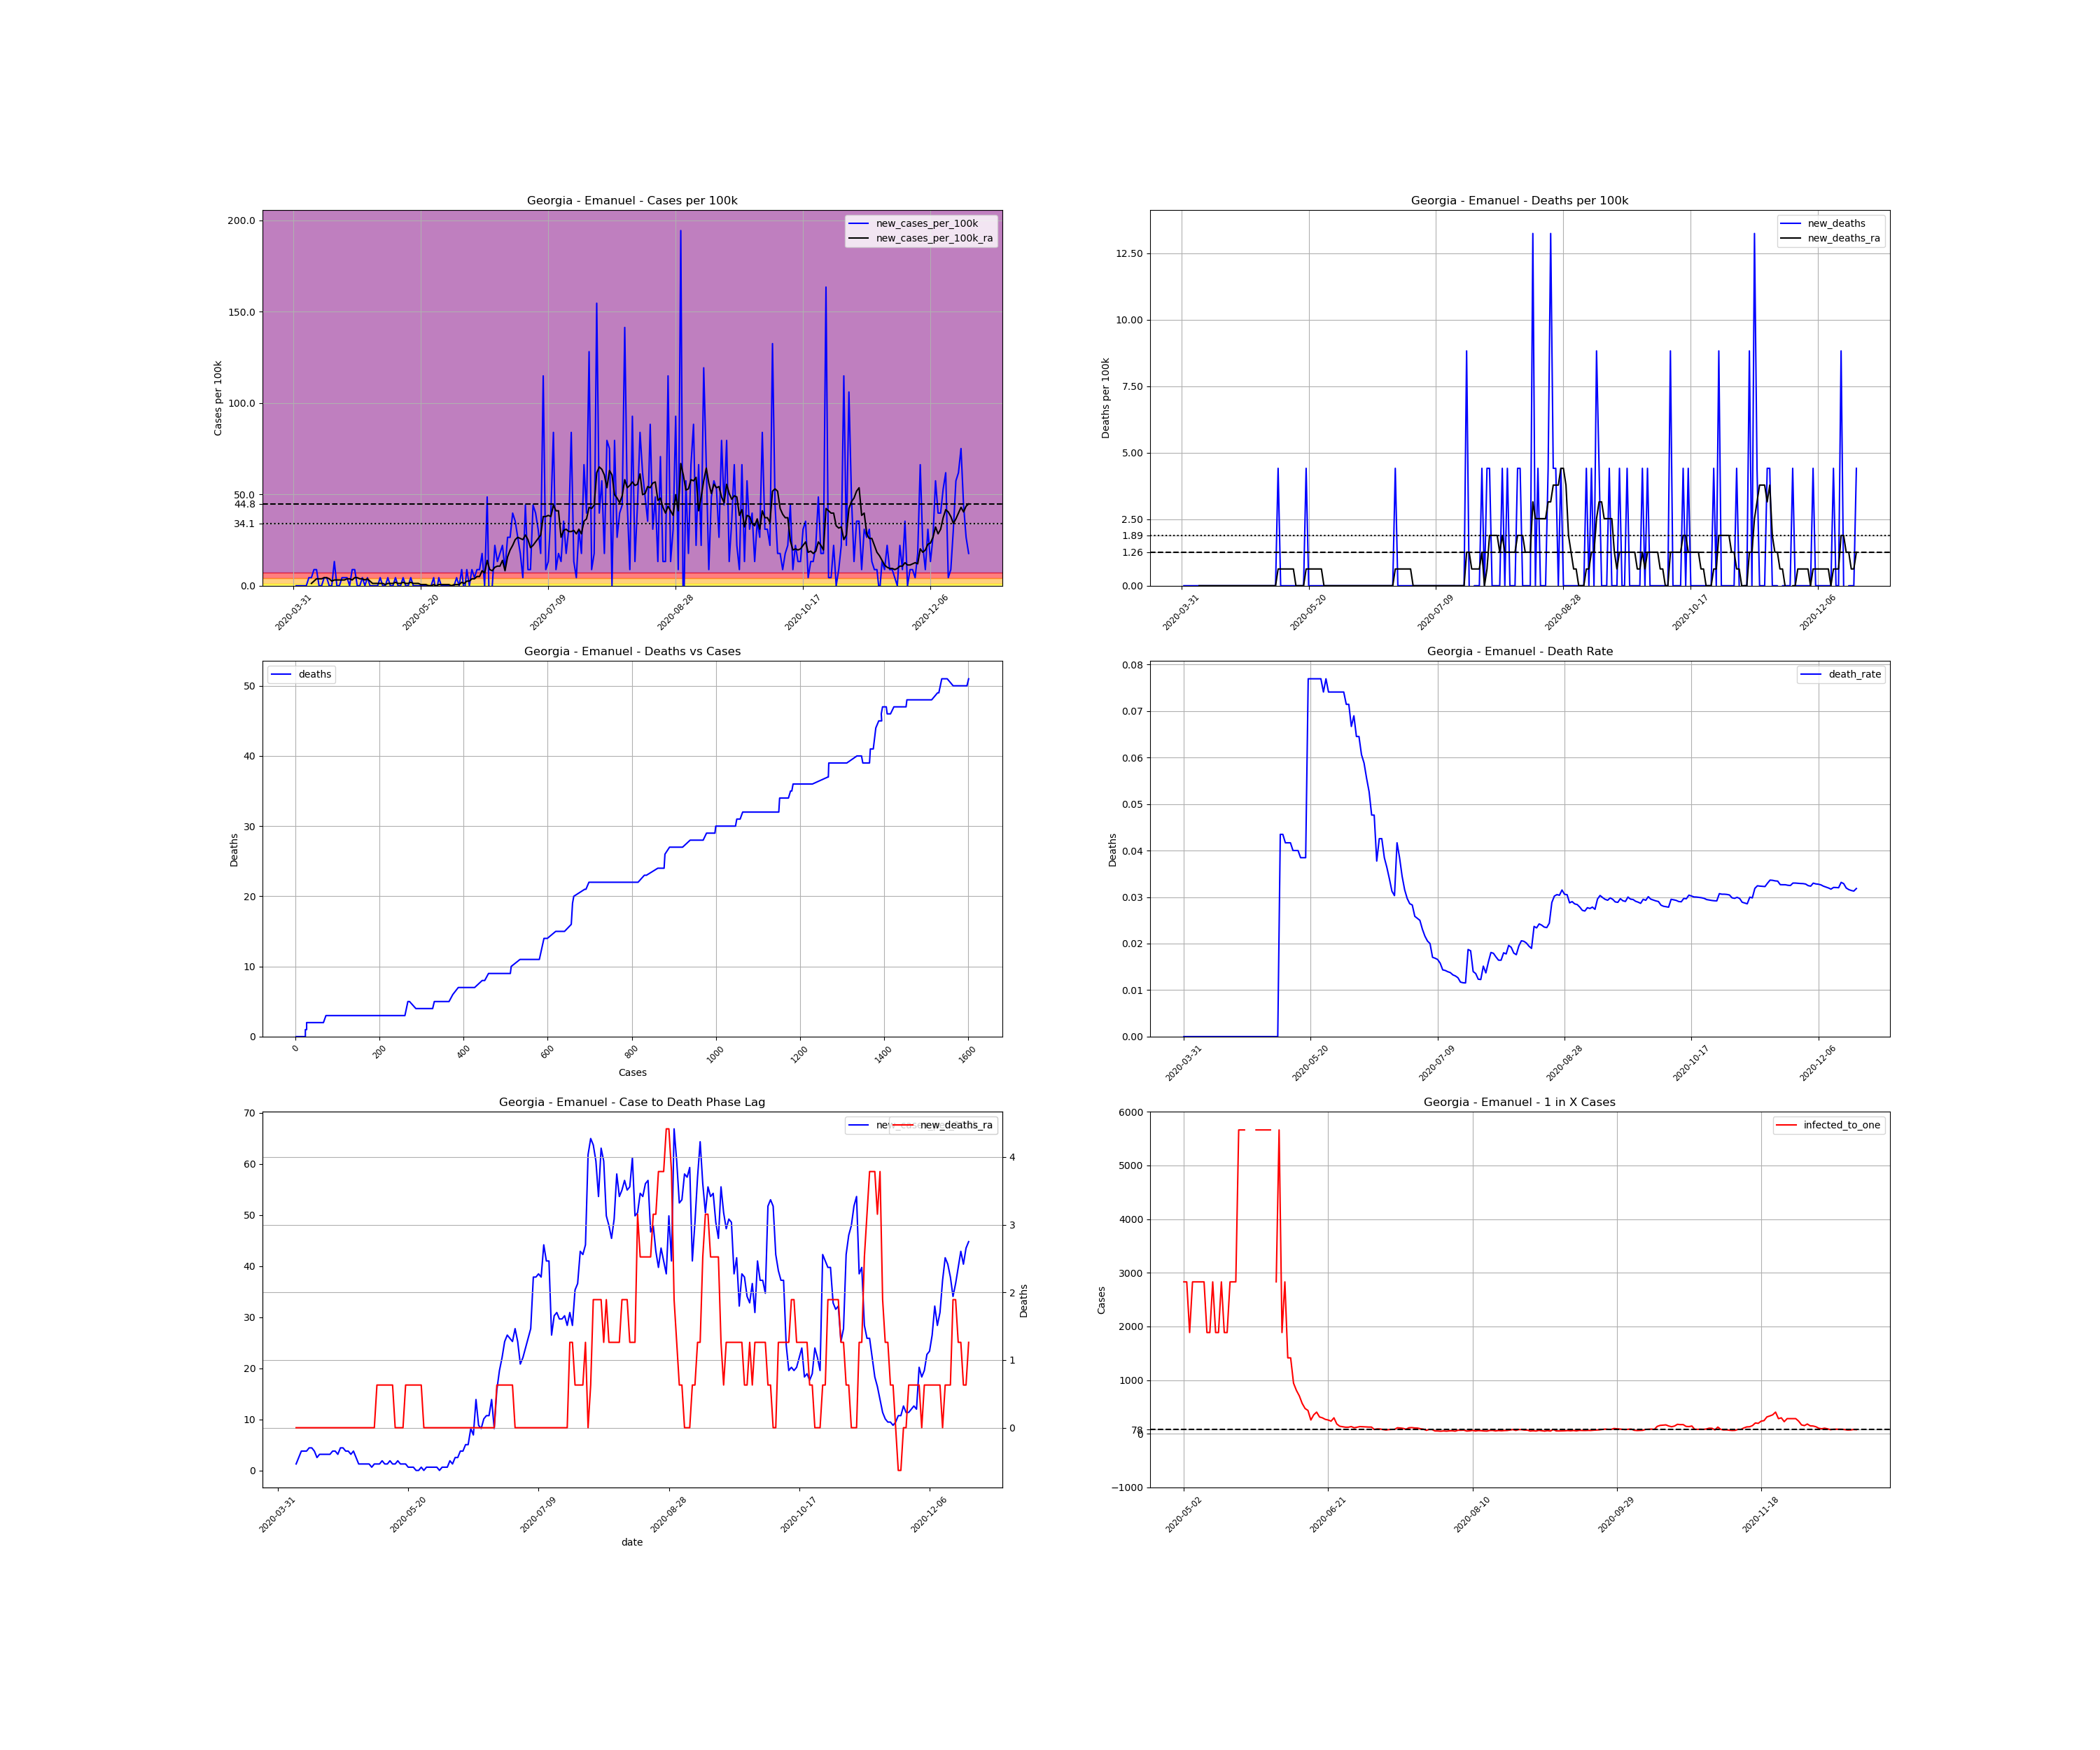 Georgia - Emanuel - Cases per 100k
Cases per 100k
200.0
150.0
100.0
50.0
44.8
34.1
0.0
new_cases_per_100k
new_cases_per_100k_ra
2020-03-31 2020-05-20 2020-07-09 2020-08-28 2020-10-17 2020-12-06
Georgia - Emanuel - Deaths per 100k
Deaths per 100k
12.50
10.00
7.50
5.00
2.50
1.89
1.26
0.00
new_deaths
new_deaths_ra
2020-03-31 2020-05-20 2020-07-09 2020-08-28 2020-10-17 2020-12-06
Georgia - Emanuel - Deaths vs Cases
Deaths
50
40
30
20
10
0
deaths
0 200 400 600 800 1000 1200 1400 1600
Cases
Georgia - Emanuel - Death Rate
Deaths
0.08
0.07
0.06
0.05
0.04
0.03
0.02
0.01
0.00
death_rate
2020-03-31 2020-05-20 2020-07-09 2020-08-28 2020-10-17 2020-12-06
Georgia - Emanuel - Case to Death Phase Lag
70
60
50
40
30
20
10
0
new_deaths_ra
4
3
2
1
0
Deaths
2020-03-31 2020-05-20 2020-07-09 2020-08-28 2020-10-17 2020-12-06
date
Georgia - Emanuel - 1 in X Cases
Cases
6000
5000
4000
3000
2000
1000
78
0
−1000
infected_to_one
2020-05-02 2020-06-21 2020-08-10 2020-09-29 2020-11-18